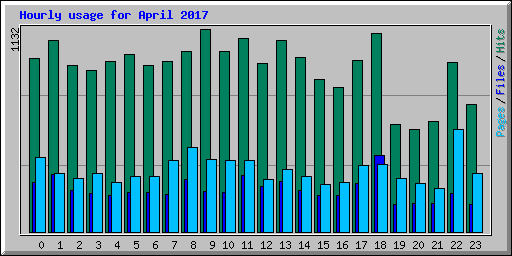 Hourly usage for April 2017
1132
Pages / Files / Hits
0 1 2 3 4 5 6 7 8 9 10 11 12 13 14 15 16 17 18 19 20 21 22 23